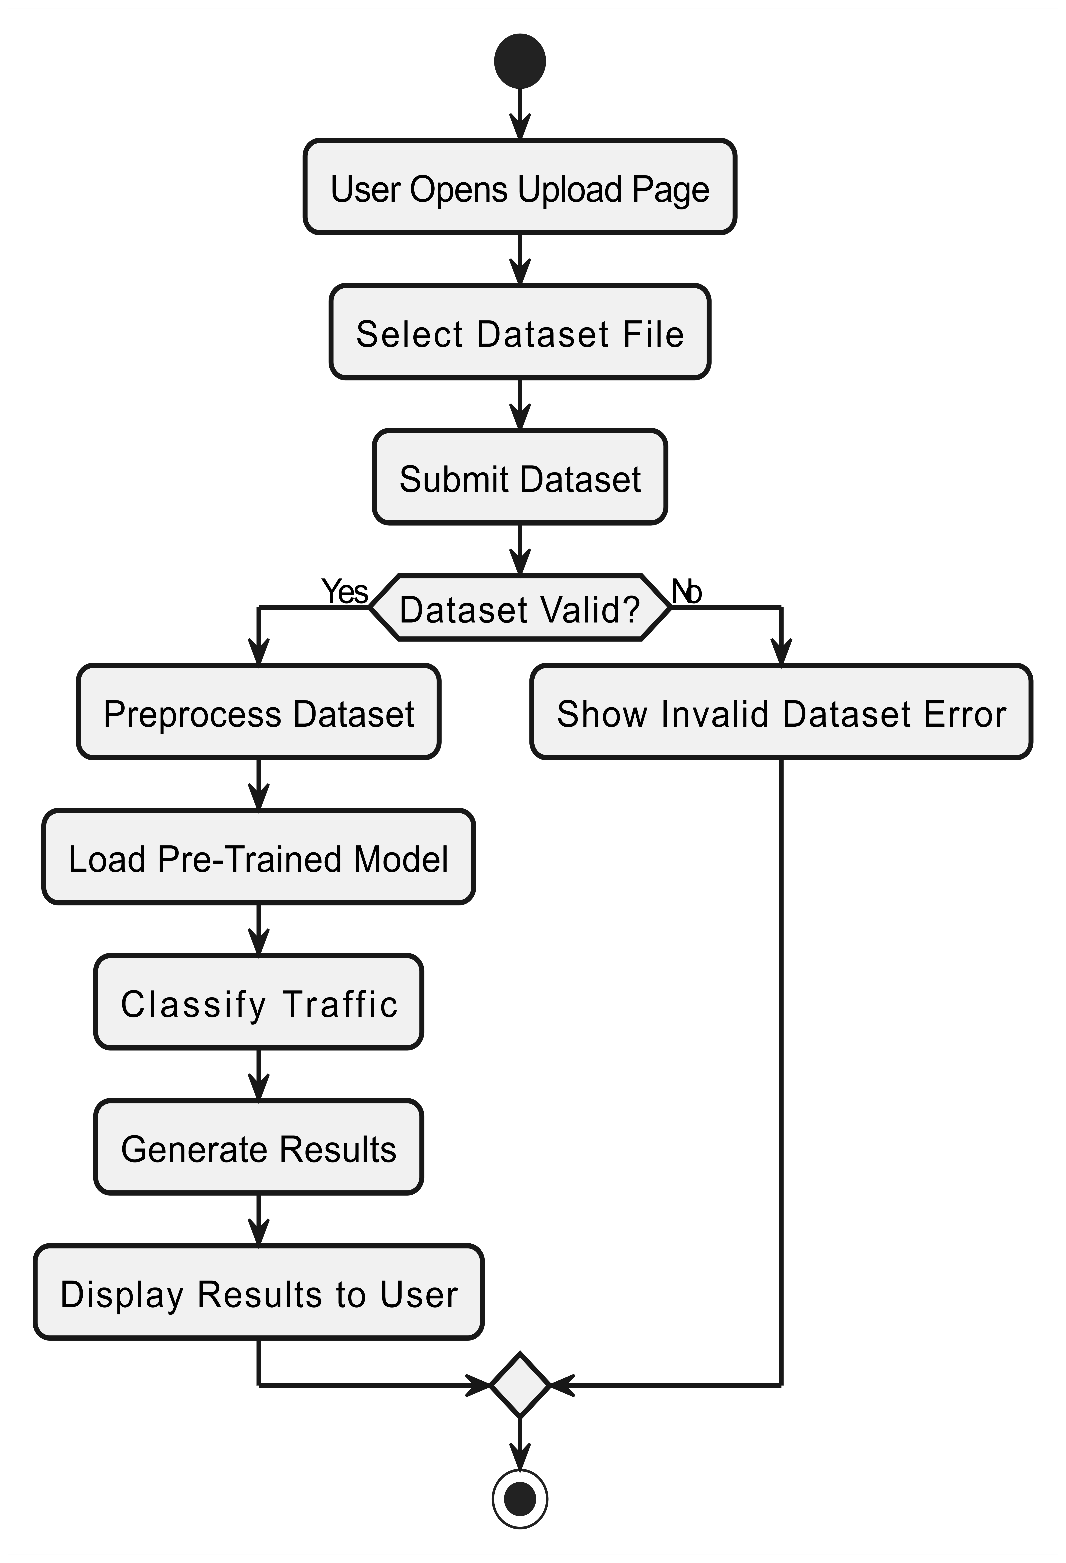 User Opens Upload Page
Select Dataset File
Submit Dataset
Yes
Dataset Valid?
No
Preprocess Dataset
Show Invalid Dataset Error
Load Pre-Trained Model
Classify Traffic
Generate Results
Display Results to User